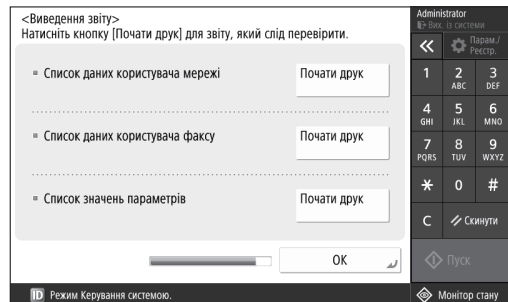 <Виведення звіту>
Натисніть кнопку [Почати друк] для звіту, який слід перевірити.
Список даних користувача мережі
Почати друк
Список даних користувача факсу
Почати друк
Список значень параметрів
Почати друк
OK
ID Режим Керування системою.
Administrator
Вих. із системи
Парам./
Реєстр.
1 2 3
ABC DEF
4 5 6
GHI JKL MNO
7 8 9
PQRS TUV WXYZ
* 0 #
C Скинути
Пуск
Монітор стану